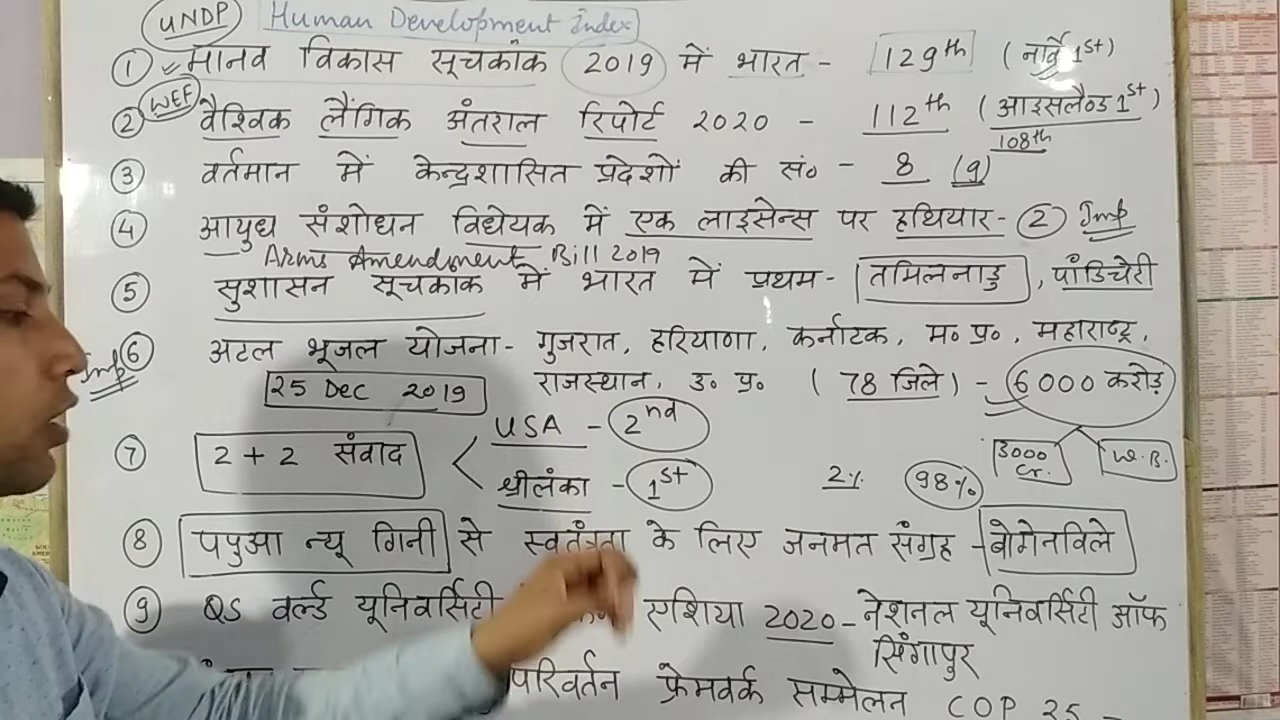 UNDP Human Development Index
① मानव विकास सूचकांक 2019 में भारत - 129th (नार्वे 1st)
WEF
② वैश्विक लैंगिक अंतराल रिपोर्ट 2020 - 112th (आइसलैण्ड 1st)
108th
③ वर्तमान में केन्द्रशासित प्रदेशों की सं० - 8 (9)
④ आयुध संशोधन विधेयक में एक लाइसेन्स पर हथियार - ② Imp
Arms Amendment Bill 2019
⑤ सुशासन सूचकांक में भारत में प्रथम - तमिलनाडु, पांडिचेरी
Imp ⑥ अटल भूजल योजना - गुजरात, हरियाणा, कर्नाटक, म० प्र०, महाराष्ट्र,
25 Dec 2019 राजस्थान, उ० प्र० (78 जिले) - 6000 करोड़
3000 Cr. W.B.
⑦ 2 + 2 संवाद < USA - 2nd
श्रीलंका - 1st 2% 98%
⑧ पपुआ न्यू गिनी से स्वतंत्रता के लिए जनमत संग्रह - बोगेनविले
⑨ QS वर्ल्ड यूनिवर्सिटी एशिया 2020 - नेशनल यूनिवर्सिटी ऑफ
सिंगापुर
परिवर्तन फ्रेमवर्क सम्मेलन COP 25 -